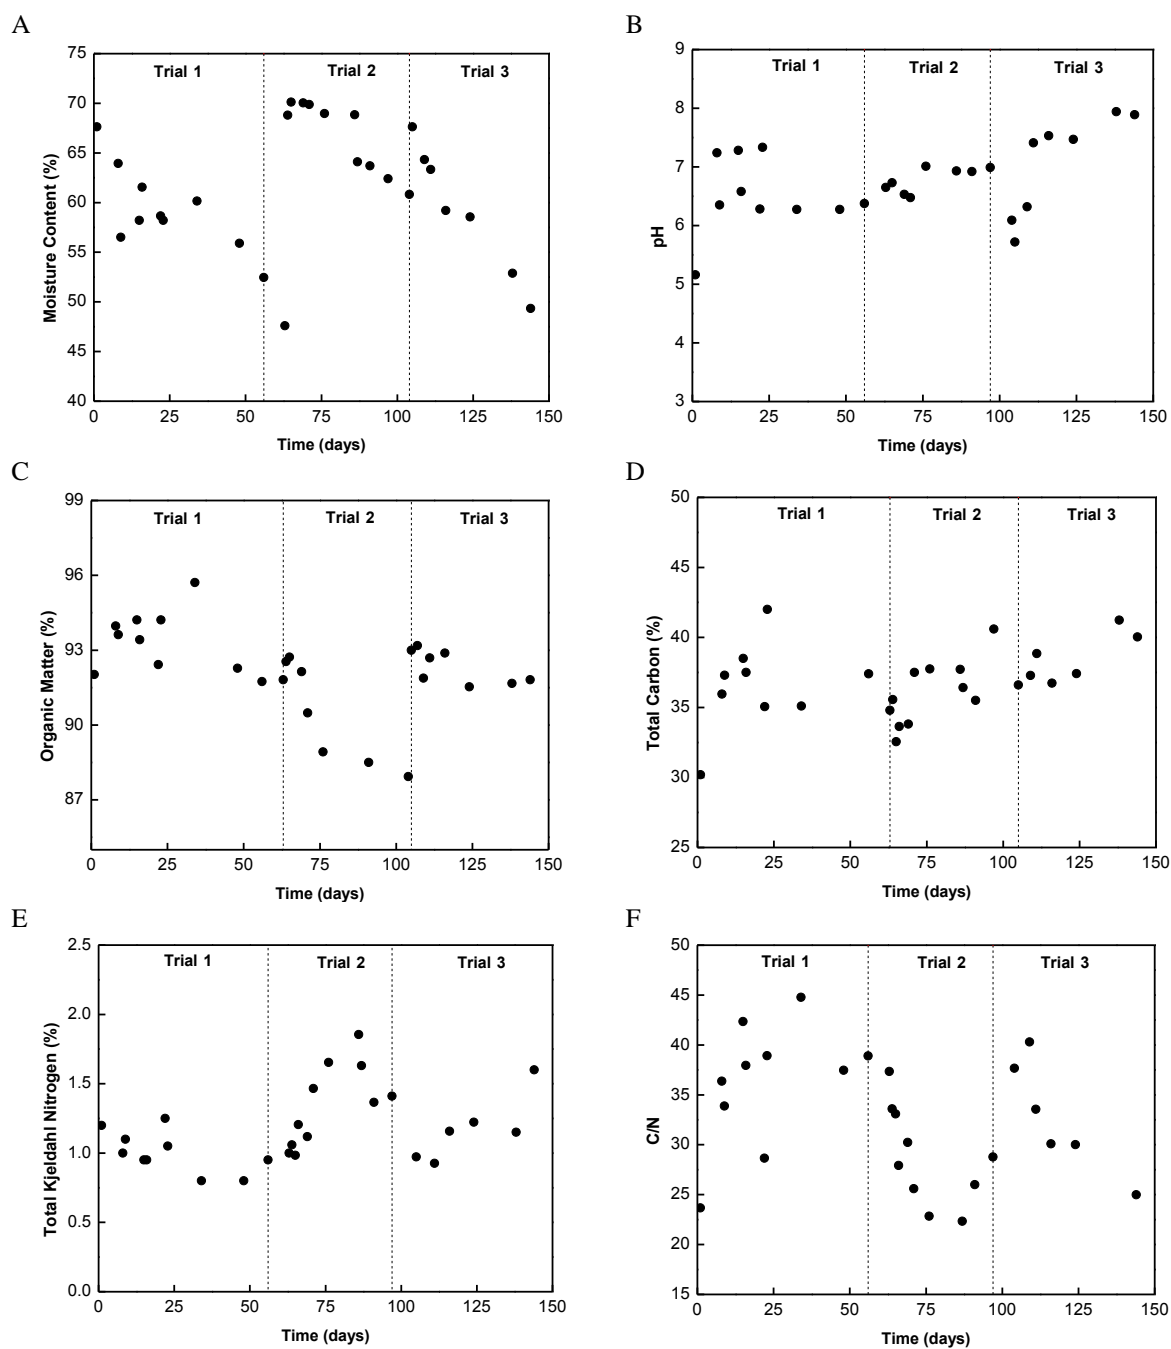 A
75
70
65
60
55
50
45
40
Moisture Content (%)
Trial 1 Trial 2 Trial 3
0 25 50 75 100 125 150
Time (days)
B
9
8
7
6
5
4
3
pH
Trial 1 Trial 2 Trial 3
0 25 50 75 100 125 150
Time (days)
C
99
96
93
90
87
Organic Matter (%)
Trial 1 Trial 2 Trial 3
0 25 50 75 100 125 150
Time (days)
D
50
45
40
35
30
25
Total Carbon (%)
Trial 1 Trial 2 Trial 3
0 25 50 75 100 125 150
Time (days)
E
2.5
2.0
1.5
1.0
0.5
0.0
Total Kjeldahl Nitrogen (%)
Trial 1 Trial 2 Trial 3
0 25 50 75 100 125 150
Time (days)
F
50
45
40
35
30
25
20
15
C/N
Trial 1 Trial 2 Trial 3
0 25 50 75 100 125 150
Time (days)